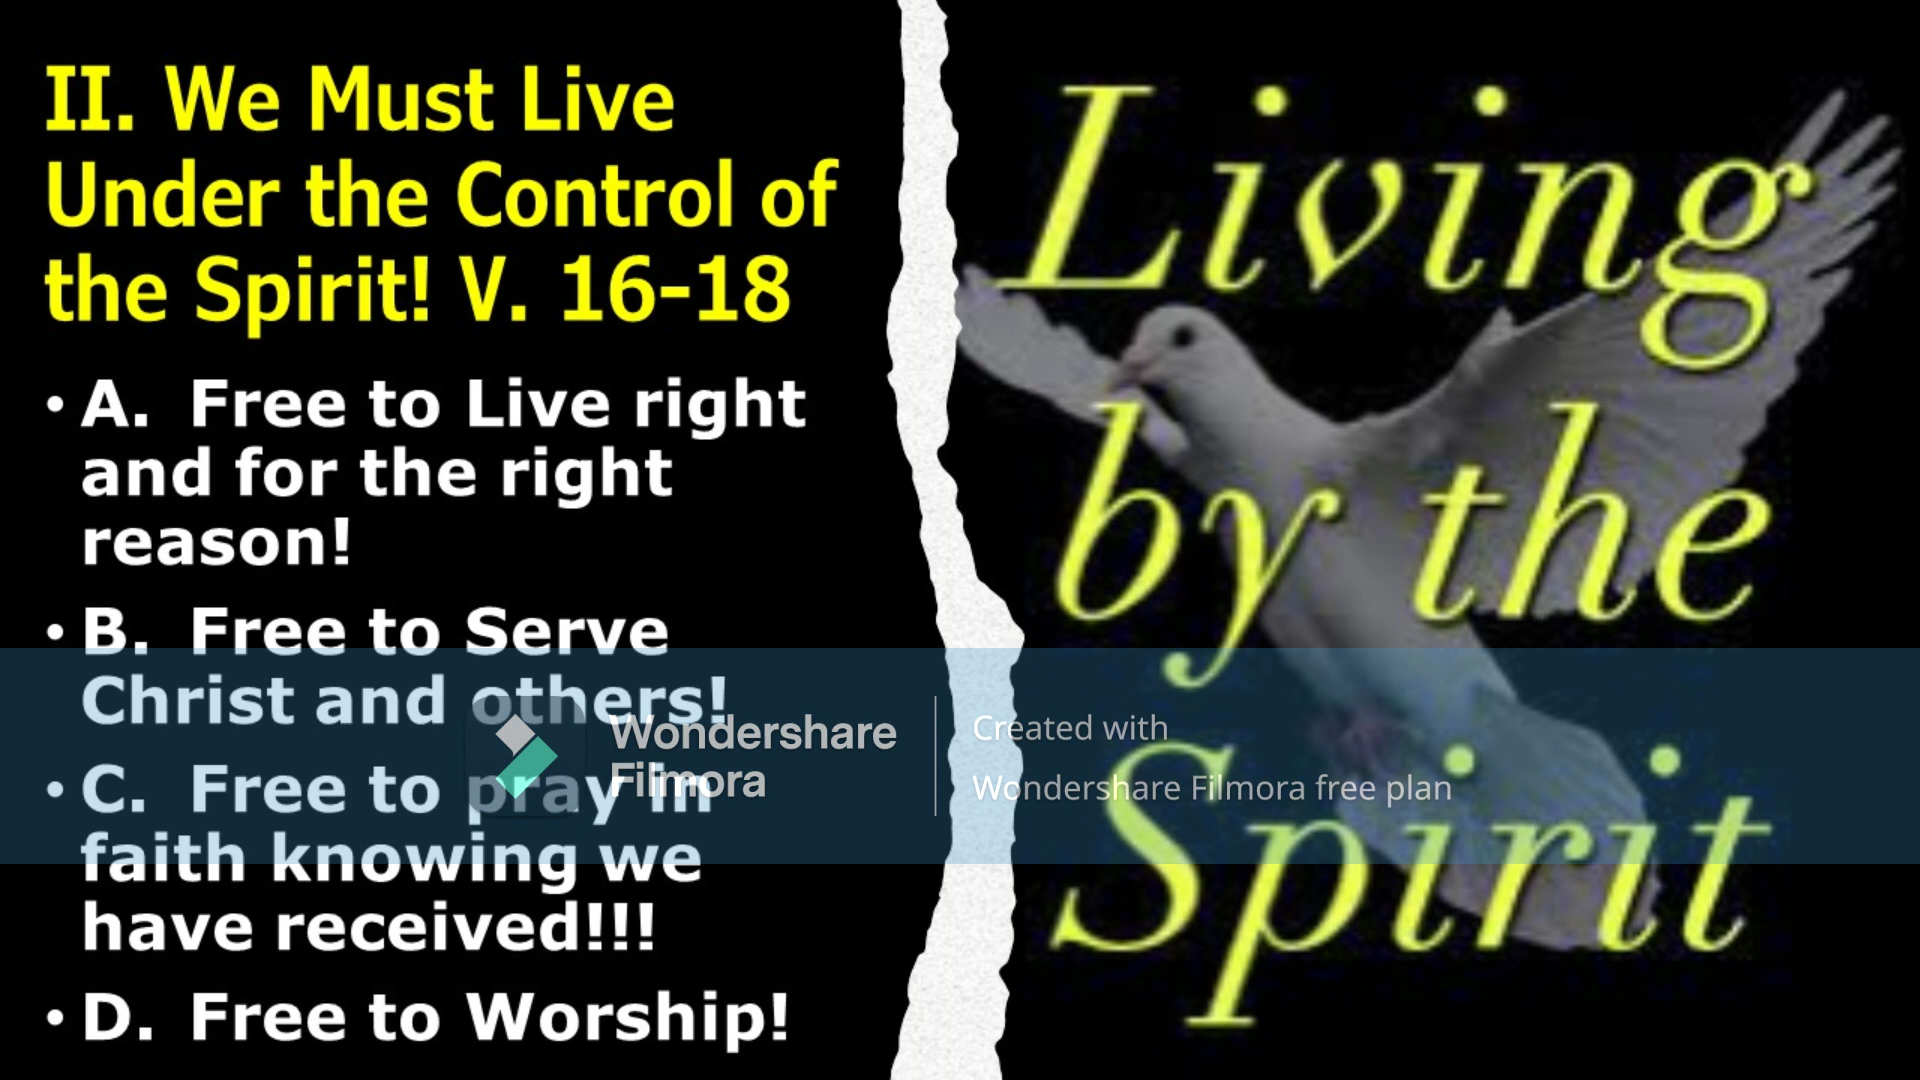 II. We Must Live
Under the Control of
the Spirit! V. 16-18
• A. Free to Live right
and for the right
reason!
• B. Free to Serve
Christ and others!
• C. Free to pray in
faith knowing we
have received!!!
• D. Free to Worship!
Living
by the
Spirit
Wondershare
Filmora
Created with
Wondershare Filmora free plan